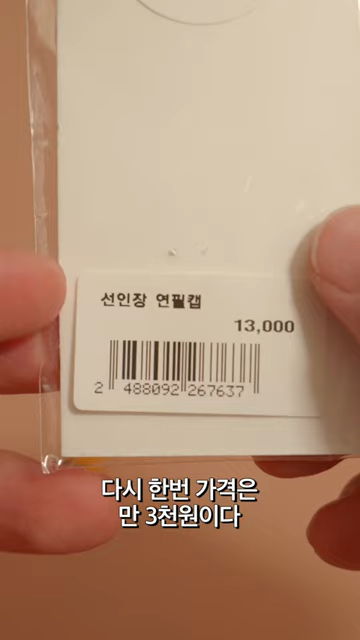 선인장 연필캡
13,000
2 488092 267637
다시 한번 가격은
만 3천원이다